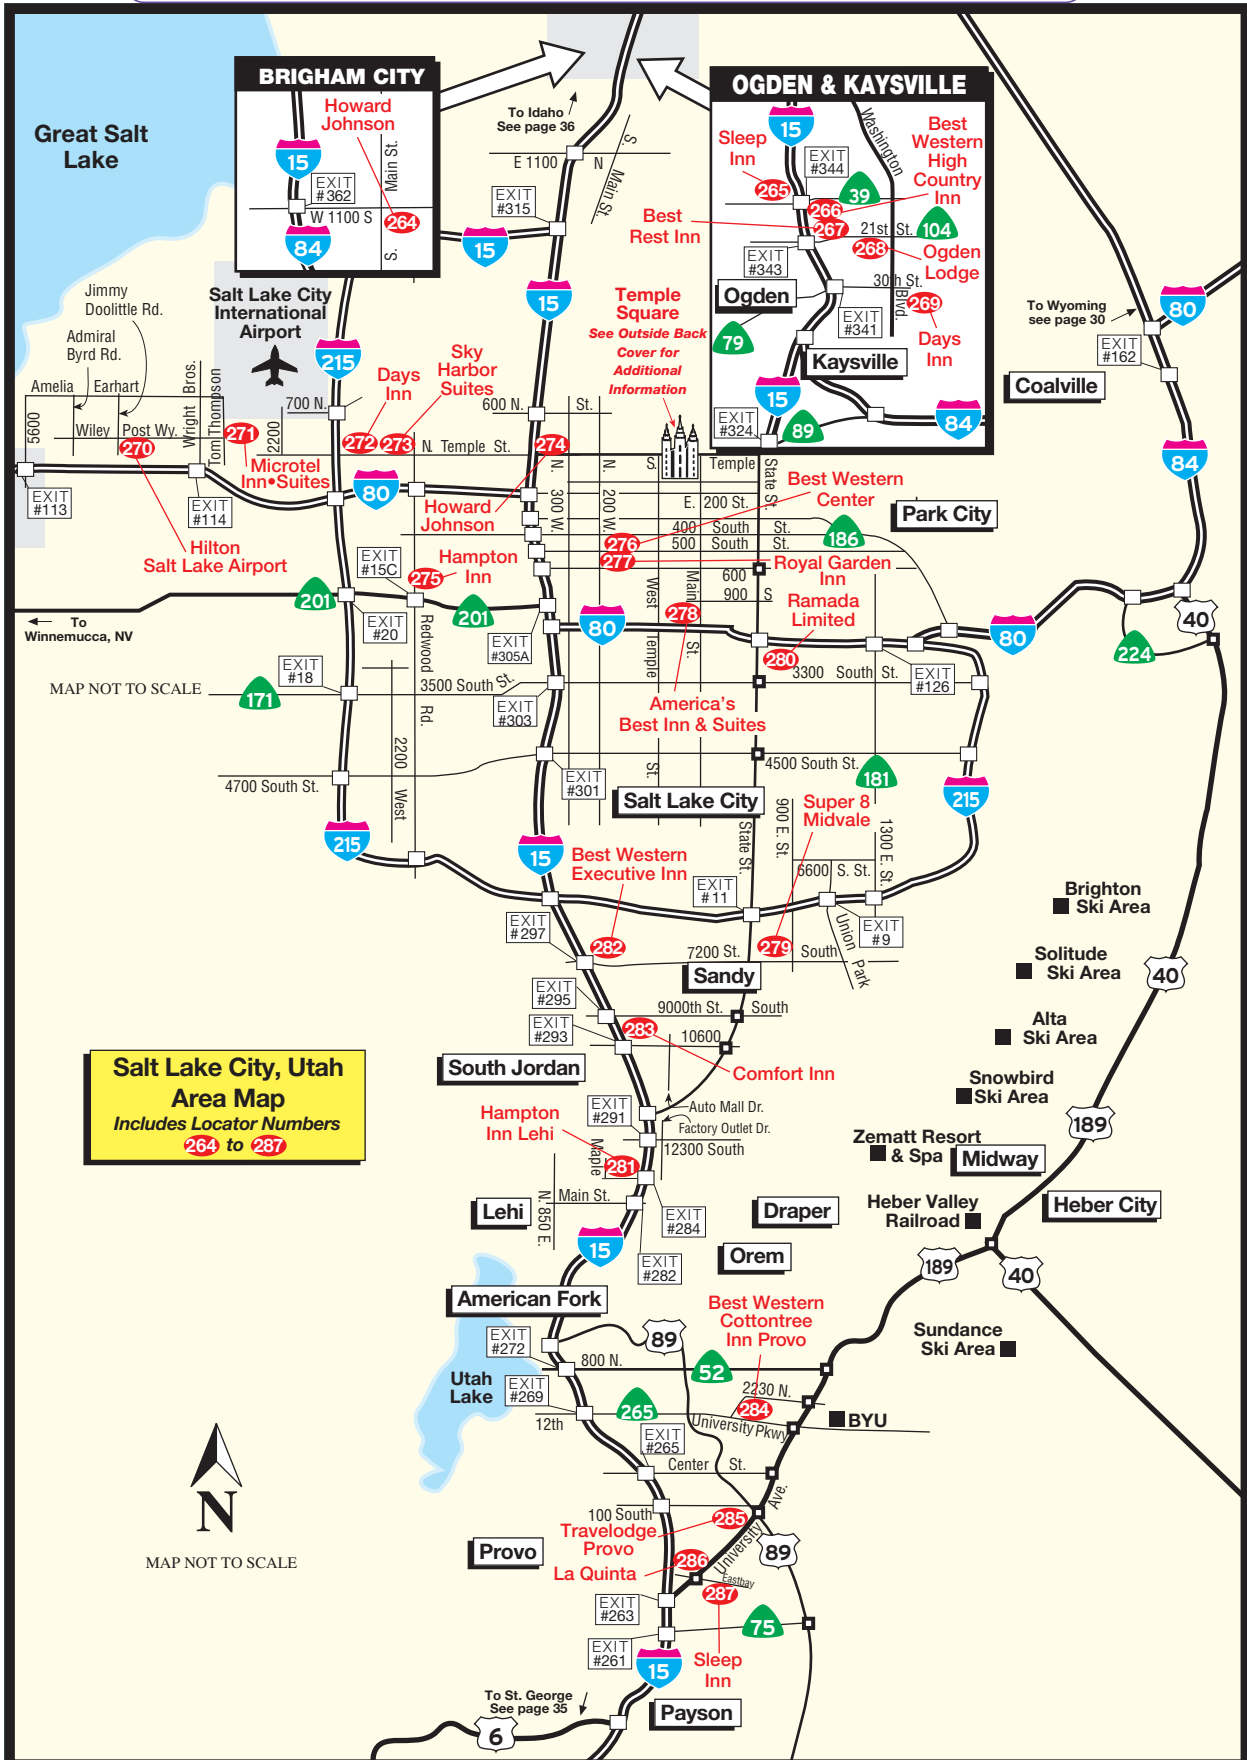 BRIGHAM CITY
Howard
Johnson
15
EXIT
#362
Main St.
W 1100 S
264
84
S.
Great Salt
Lake
To Idaho
See page 36
E 1100
N
S.
Main St.
EXIT
#315
15
15
OGDEN & KAYSVILLE
15
Washington
Sleep
Inn
EXIT
#344
Best
Western
High
Country
Inn
265
39
266
Best
Rest Inn
267
21st St.
104
268
EXIT
#343
Ogden
Lodge
30th St.
Blvd.
Ogden
269
EXIT
#341
79
Days
Inn
Kaysville
15
EXIT
#324
89
84
To Wyoming
see page 30
80
EXIT
#162
Coalville
84
Salt Lake City
International
Airport
Temple
Square
See Outside Back
Cover for
Additional
Information
Jimmy
Doolittle Rd.
Admiral
Byrd Rd.
Amelia
Earhart
Wright Bros.
Tom Thompson
5600
Wiley
Post Wy.
270
271
2200
700 N.
215
Days
Inn
Sky
Harbor
Suites
272
273
N. Temple St.
600 N.
St.
274
Microtel
Inn•Suites
80
EXIT
#113
EXIT
#114
Hilton
Salt Lake Airport
Howard
Johnson
N.
300 W.
N.
200 W.
S.
Temple
State St.
E. 200 St.
400 South St.
500 South St.
Best Western
Center
186
Park City
276
277
Royal Garden
Inn
600
900 S
EXIT
#15C
Hampton
Inn
275
201
201
To
Winnemucca, NV
EXIT
#20
Redwood
Rd.
EXIT
#305A
80
West
Temple
St.
Main
St.
278
Ramada
Limited
280
80
40
224
EXIT
#18
MAP NOT TO SCALE
171
3500 South St.
EXIT
#303
3300 South St.
EXIT
#126
America's
Best Inn & Suites
2200
West
4700 South St.
EXIT
#301
4500 South St.
181
Salt Lake City
Super 8
Midvale
215
215
15
State St.
900 E. St.
1300 E. St.
Best Western
Executive Inn
EXIT
#11
6600 S. St.
EXIT
#297
282
7200 St.
279
South
Union Park
EXIT
#9
Brighton
Ski Area
Sandy
Solitude
Ski Area
40
EXIT
#295
9000th St.
South
EXIT
#293
283
10600
Alta
Ski Area
Salt Lake City, Utah
Area Map
Includes Locator Numbers
264 to 287
South Jordan
Comfort Inn
Snowbird
Ski Area
Hampton
Inn Lehi
EXIT
#291
Auto Mall Dr.
Factory Outlet Dr.
189
12300 South
Zematt Resort
& Spa
Midway
Maple
281
Lehi
N. 850 E.
Main St.
EXIT
#284
Draper
Heber Valley
Railroad
Heber City
15
EXIT
#282
Orem
189
40
American Fork
Best Western
Cottontree
Inn Provo
EXIT
#272
89
Sundance
Ski Area
800 N.
52
Utah
Lake
EXIT
#269
2230 N.
265
284
12th
University Pkwy
BYU
EXIT
#265
Center St.
N
MAP NOT TO SCALE
100 South
285
Ave.
University
Travelodge
Provo
Provo
286
89
La Quinta
Eastbay
287
EXIT
#263
75
EXIT
#261
15
Sleep
Inn
To St. George
See page 35
Payson
6